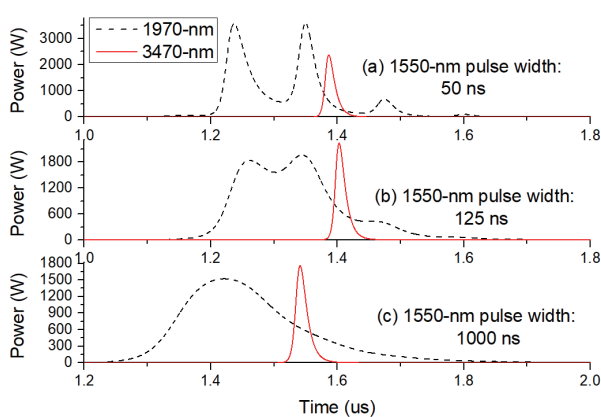 1970-nm
3470-nm
Power (W)
3000
2000
1000
0
(a) 1550-nm pulse width:
50 ns
1.0 1.2 1.4 1.6 1.8
Power (W)
1800
1200
600
0
(b) 1550-nm pulse width:
125 ns
1.0 1.2 1.4 1.6 1.8
Power (W)
1800
1500
1200
900
600
300
0
(c) 1550-nm pulse width:
1000 ns
1.2 1.4 1.6 1.8 2.0
Time (us)